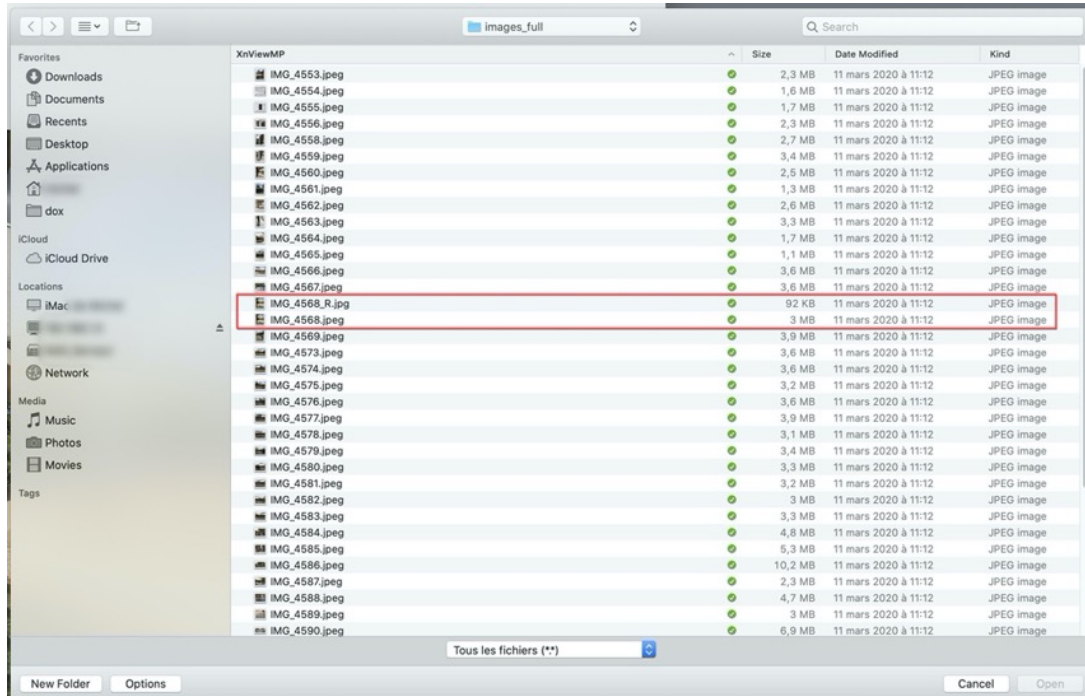 images_full
Search
Favorites
Downloads
Documents
Recents
Desktop
Applications
dox
iCloud
iCloud Drive
Locations
iMac
Network
Media
Music
Photos
Movies
Tags
XnViewMP Size Date Modified Kind
IMG_4553.jpeg 2,3 MB 11 mars 2020 à 11:12 JPEG image
IMG_4554.jpeg 1,6 MB 11 mars 2020 à 11:12 JPEG image
IMG_4555.jpeg 1,7 MB 11 mars 2020 à 11:12 JPEG image
IMG_4556.jpeg 2,3 MB 11 mars 2020 à 11:12 JPEG image
IMG_4558.jpeg 2,7 MB 11 mars 2020 à 11:12 JPEG image
IMG_4559.jpeg 3,4 MB 11 mars 2020 à 11:12 JPEG image
IMG_4560.jpeg 2,5 MB 11 mars 2020 à 11:12 JPEG image
IMG_4561.jpeg 1,3 MB 11 mars 2020 à 11:12 JPEG image
IMG_4562.jpeg 2,6 MB 11 mars 2020 à 11:12 JPEG image
IMG_4563.jpeg 3,3 MB 11 mars 2020 à 11:12 JPEG image
IMG_4564.jpeg 1,7 MB 11 mars 2020 à 11:12 JPEG image
IMG_4565.jpeg 1,1 MB 11 mars 2020 à 11:12 JPEG image
IMG_4566.jpeg 3,6 MB 11 mars 2020 à 11:12 JPEG image
IMG_4567.jpeg 3,6 MB 11 mars 2020 à 11:12 JPEG image
IMG_4568_R.jpg 92 KB 11 mars 2020 à 11:12 JPEG image
IMG_4568.jpeg 3 MB 11 mars 2020 à 11:12 JPEG image
IMG_4569.jpeg 3,9 MB 11 mars 2020 à 11:12 JPEG image
IMG_4573.jpeg 3,6 MB 11 mars 2020 à 11:12 JPEG image
IMG_4574.jpeg 3,6 MB 11 mars 2020 à 11:12 JPEG image
IMG_4575.jpeg 3,2 MB 11 mars 2020 à 11:12 JPEG image
IMG_4576.jpeg 3,6 MB 11 mars 2020 à 11:12 JPEG image
IMG_4577.jpeg 3,9 MB 11 mars 2020 à 11:12 JPEG image
IMG_4578.jpeg 3,1 MB 11 mars 2020 à 11:12 JPEG image
IMG_4579.jpeg 3,4 MB 11 mars 2020 à 11:12 JPEG image
IMG_4580.jpeg 3,3 MB 11 mars 2020 à 11:12 JPEG image
IMG_4581.jpeg 3,2 MB 11 mars 2020 à 11:12 JPEG image
IMG_4582.jpeg 3 MB 11 mars 2020 à 11:12 JPEG image
IMG_4583.jpeg 3,3 MB 11 mars 2020 à 11:12 JPEG image
IMG_4584.jpeg 4,8 MB 11 mars 2020 à 11:12 JPEG image
IMG_4585.jpeg 5,3 MB 11 mars 2020 à 11:12 JPEG image
IMG_4586.jpeg 10,2 MB 11 mars 2020 à 11:12 JPEG image
IMG_4587.jpeg 2,3 MB 11 mars 2020 à 11:12 JPEG image
IMG_4588.jpeg 4,7 MB 11 mars 2020 à 11:12 JPEG image
IMG_4589.jpeg 3 MB 11 mars 2020 à 11:12 JPEG image
IMG_4590.jpeg 6,9 MB 11 mars 2020 à 11:12 JPEG image
Tous les fichiers (*.*)
New Folder Options Cancel Open